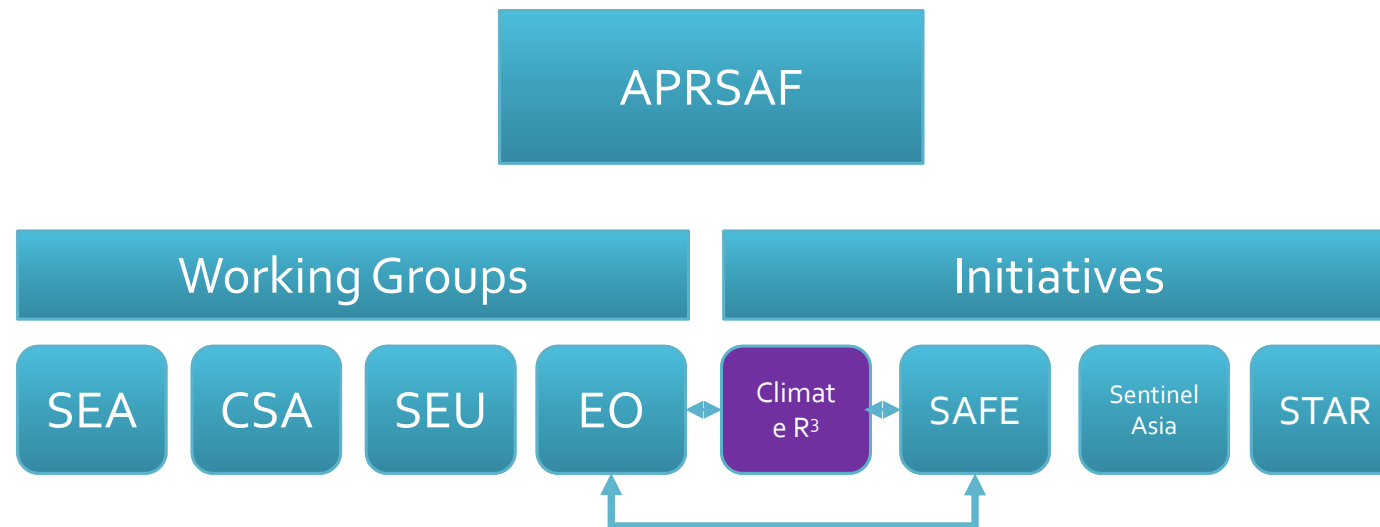 APRSAF
Working Groups
Initiatives
SEA
CSA
SEU
EO
Climat
e R³
SAFE
Sentinel
Asia
STAR